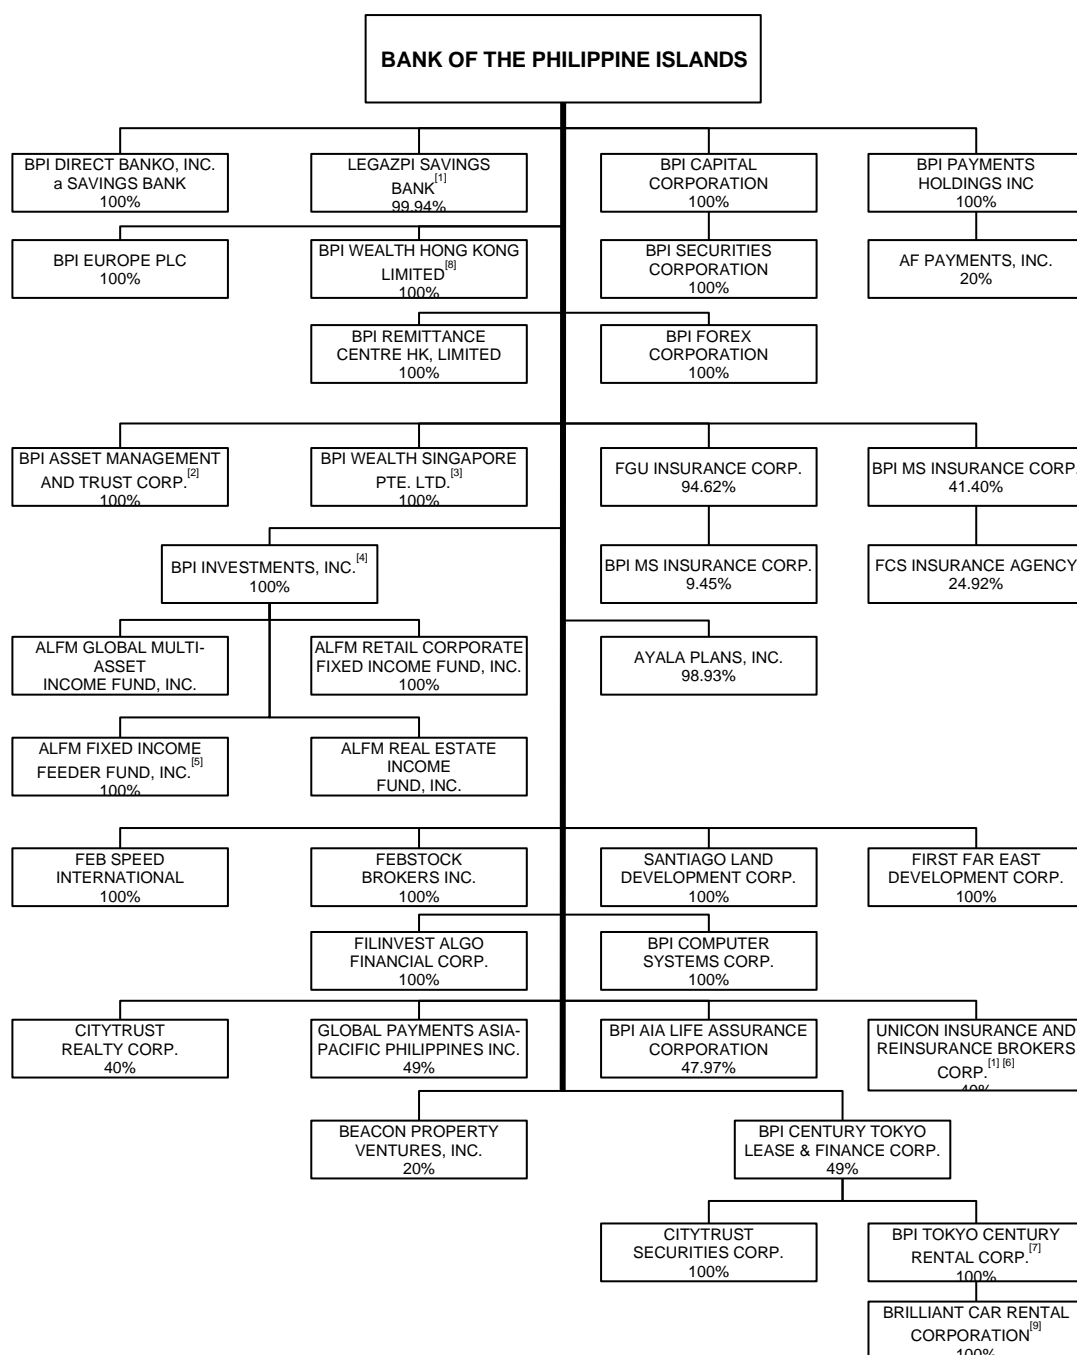 BANK OF THE PHILIPPINE ISLANDS
BPI DIRECT BANKO, INC.
a SAVINGS BANK
100%
LEGAZPI SAVINGS
BANK[1]
99.94%
BPI CAPITAL
CORPORATION
100%
BPI PAYMENTS
HOLDINGS INC
100%
BPI EUROPE PLC
100%
BPI WEALTH HONG KONG
LIMITED[8]
100%
BPI SECURITIES
CORPORATION
100%
AF PAYMENTS, INC.
20%
BPI REMITTANCE
CENTRE HK, LIMITED
100%
BPI FOREX
CORPORATION
100%
BPI ASSET MANAGEMENT
AND TRUST CORP.[2]
100%
BPI WEALTH SINGAPORE
PTE. LTD.[3]
100%
FGU INSURANCE CORP.
94.62%
BPI MS INSURANCE CORP.
41.40%
BPI INVESTMENTS, INC.[4]
100%
BPI MS INSURANCE CORP.
9.45%
FCS INSURANCE AGENCY
24.92%
ALFM GLOBAL MULTI-
ASSET
INCOME FUND, INC.
ALFM RETAIL CORPORATE
FIXED INCOME FUND, INC.
100%
AYALA PLANS, INC.
98.93%
ALFM FIXED INCOME
FEEDER FUND, INC.[5]
100%
ALFM REAL ESTATE
INCOME
FUND, INC.
FEB SPEED
INTERNATIONAL
100%
FEBSTOCK
BROKERS INC.
100%
SANTIAGO LAND
DEVELOPMENT CORP.
100%
FIRST FAR EAST
DEVELOPMENT CORP.
100%
FILINVEST ALGO
FINANCIAL CORP.
100%
BPI COMPUTER
SYSTEMS CORP.
100%
CITYTRUST
REALTY CORP.
40%
GLOBAL PAYMENTS ASIA-
PACIFIC PHILIPPINES INC.
49%
BPI AIA LIFE ASSURANCE
CORPORATION
47.97%
UNICON INSURANCE AND
REINSURANCE BROKERS
CORP.[1] [6]
40%
BEACON PROPERTY
VENTURES, INC.
20%
BPI CENTURY TOKYO
LEASE & FINANCE CORP.
49%
CITYTRUST
SECURITIES CORP.
100%
BPI TOKYO CENTURY
RENTAL CORP.[7]
100%
BRILLIANT CAR RENTAL
CORPORATION[9]
100%